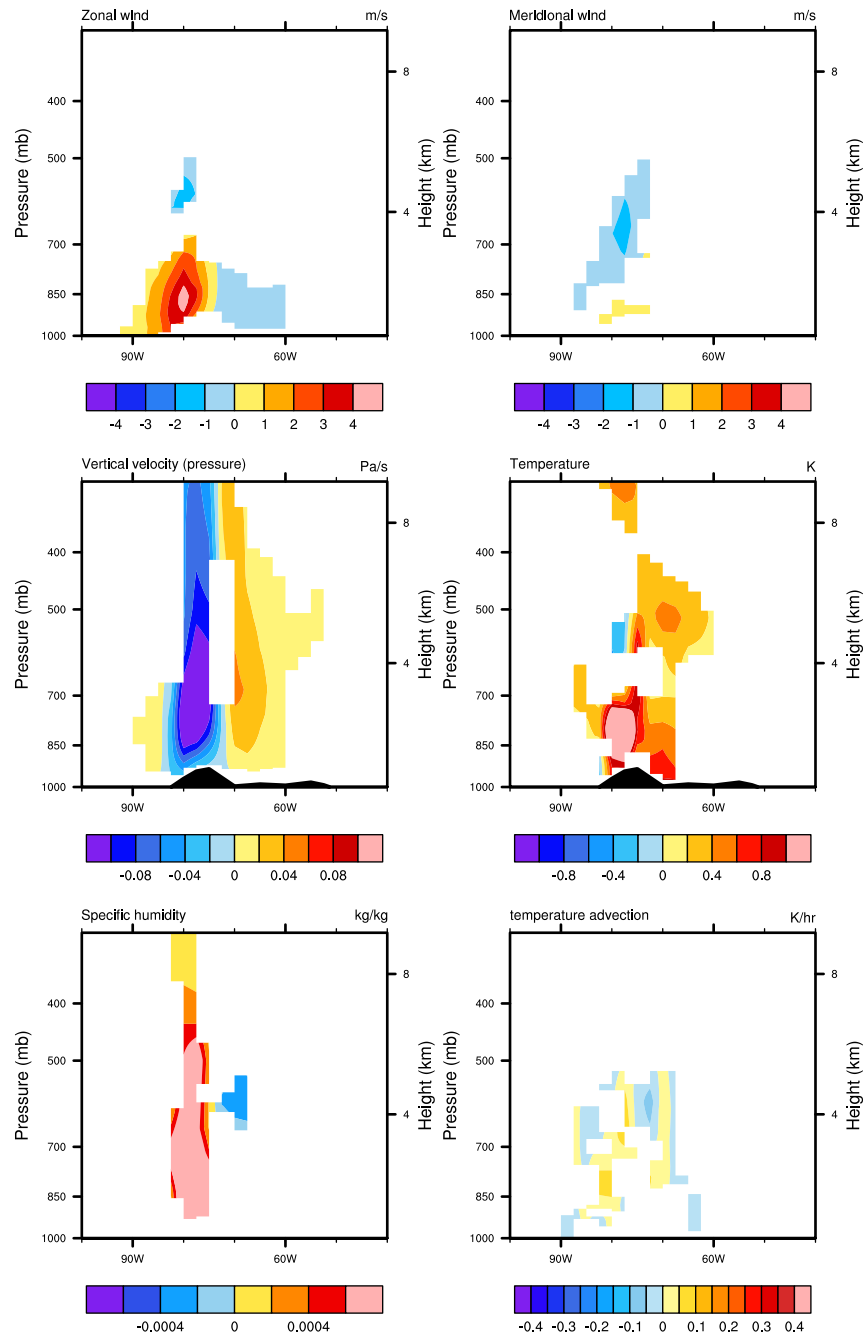 Zonal wind m/s
Pressure (mb)
400
500
700
850
1000
8
4
Height (km)
90W 60W
-4 -3 -2 -1 0 1 2 3 4
Meridional wind m/s
Pressure (mb)
400
500
700
850
1000
8
4
Height (km)
90W 60W
-4 -3 -2 -1 0 1 2 3 4
Vertical velocity (pressure) Pa/s
Pressure (mb)
400
500
700
850
1000
8
4
Height (km)
90W 60W
-0.08 -0.04 0 0.04 0.08
Temperature K
Pressure (mb)
400
500
700
850
1000
8
4
Height (km)
90W 60W
-0.8 -0.4 0 0.4 0.8
Specific humidity kg/kg
Pressure (mb)
400
500
700
850
1000
8
4
Height (km)
90W 60W
-0.0004 0 0.0004
temperature advection K/hr
Pressure (mb)
400
500
700
850
1000
8
4
Height (km)
90W 60W
-0.4 -0.3 -0.2 -0.1 0 0.1 0.2 0.3 0.4